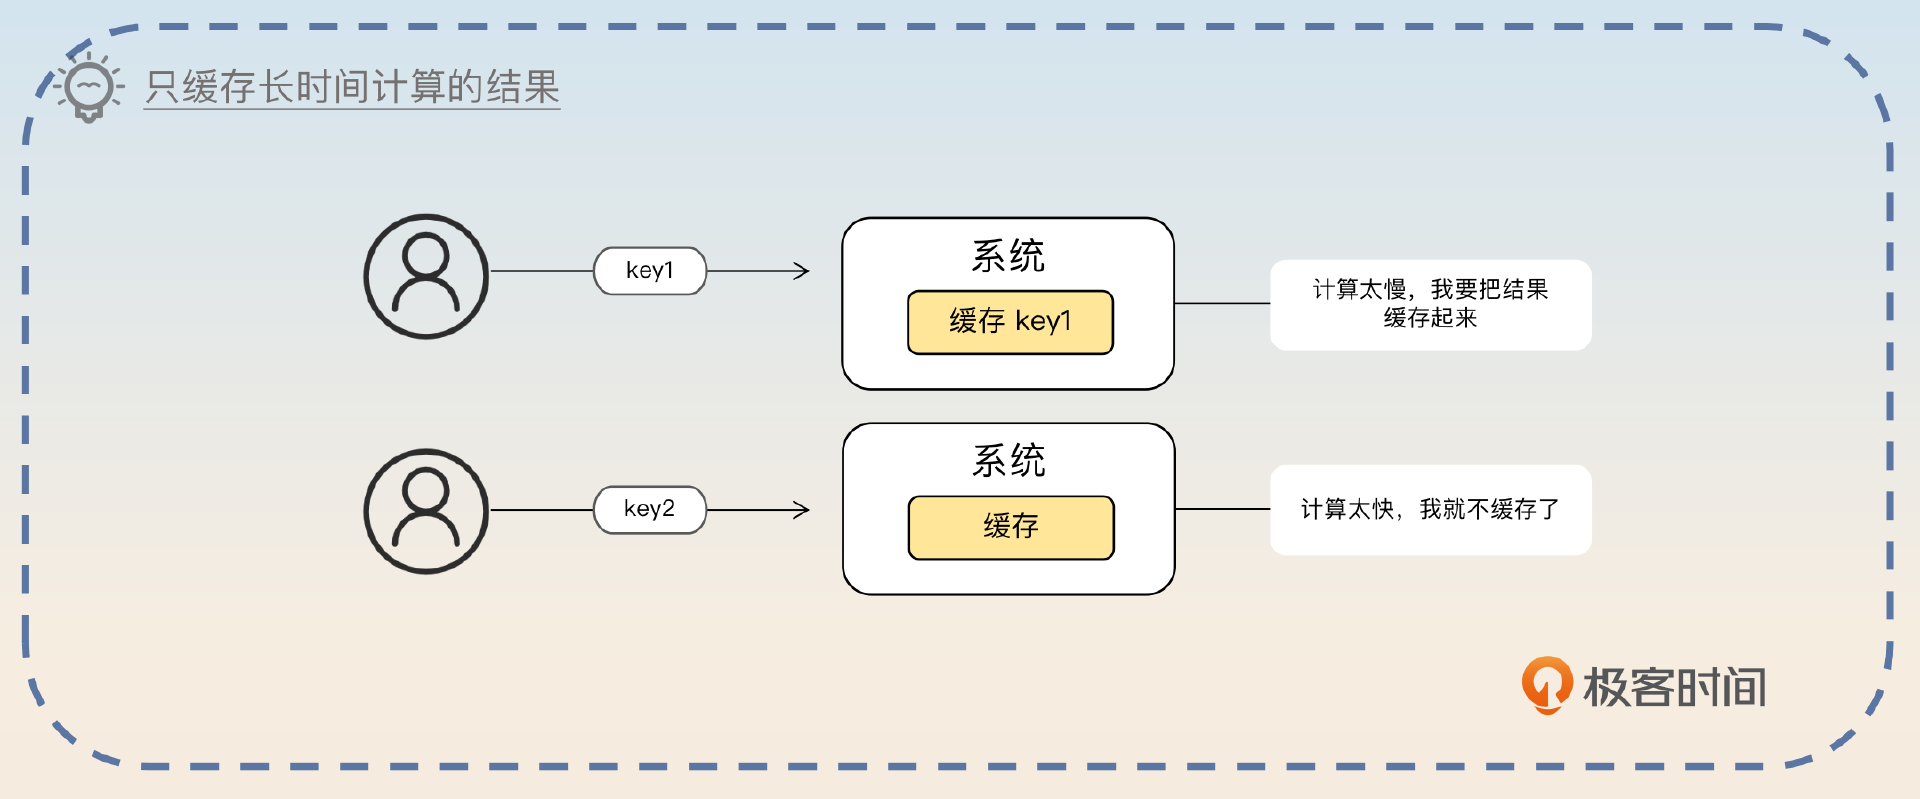 只缓存长时间计算的结果
key1
系统
缓存 key1
计算太慢，我要把结果
缓存起来
key2
系统
缓存
计算太快，我就不缓存了
极客时间